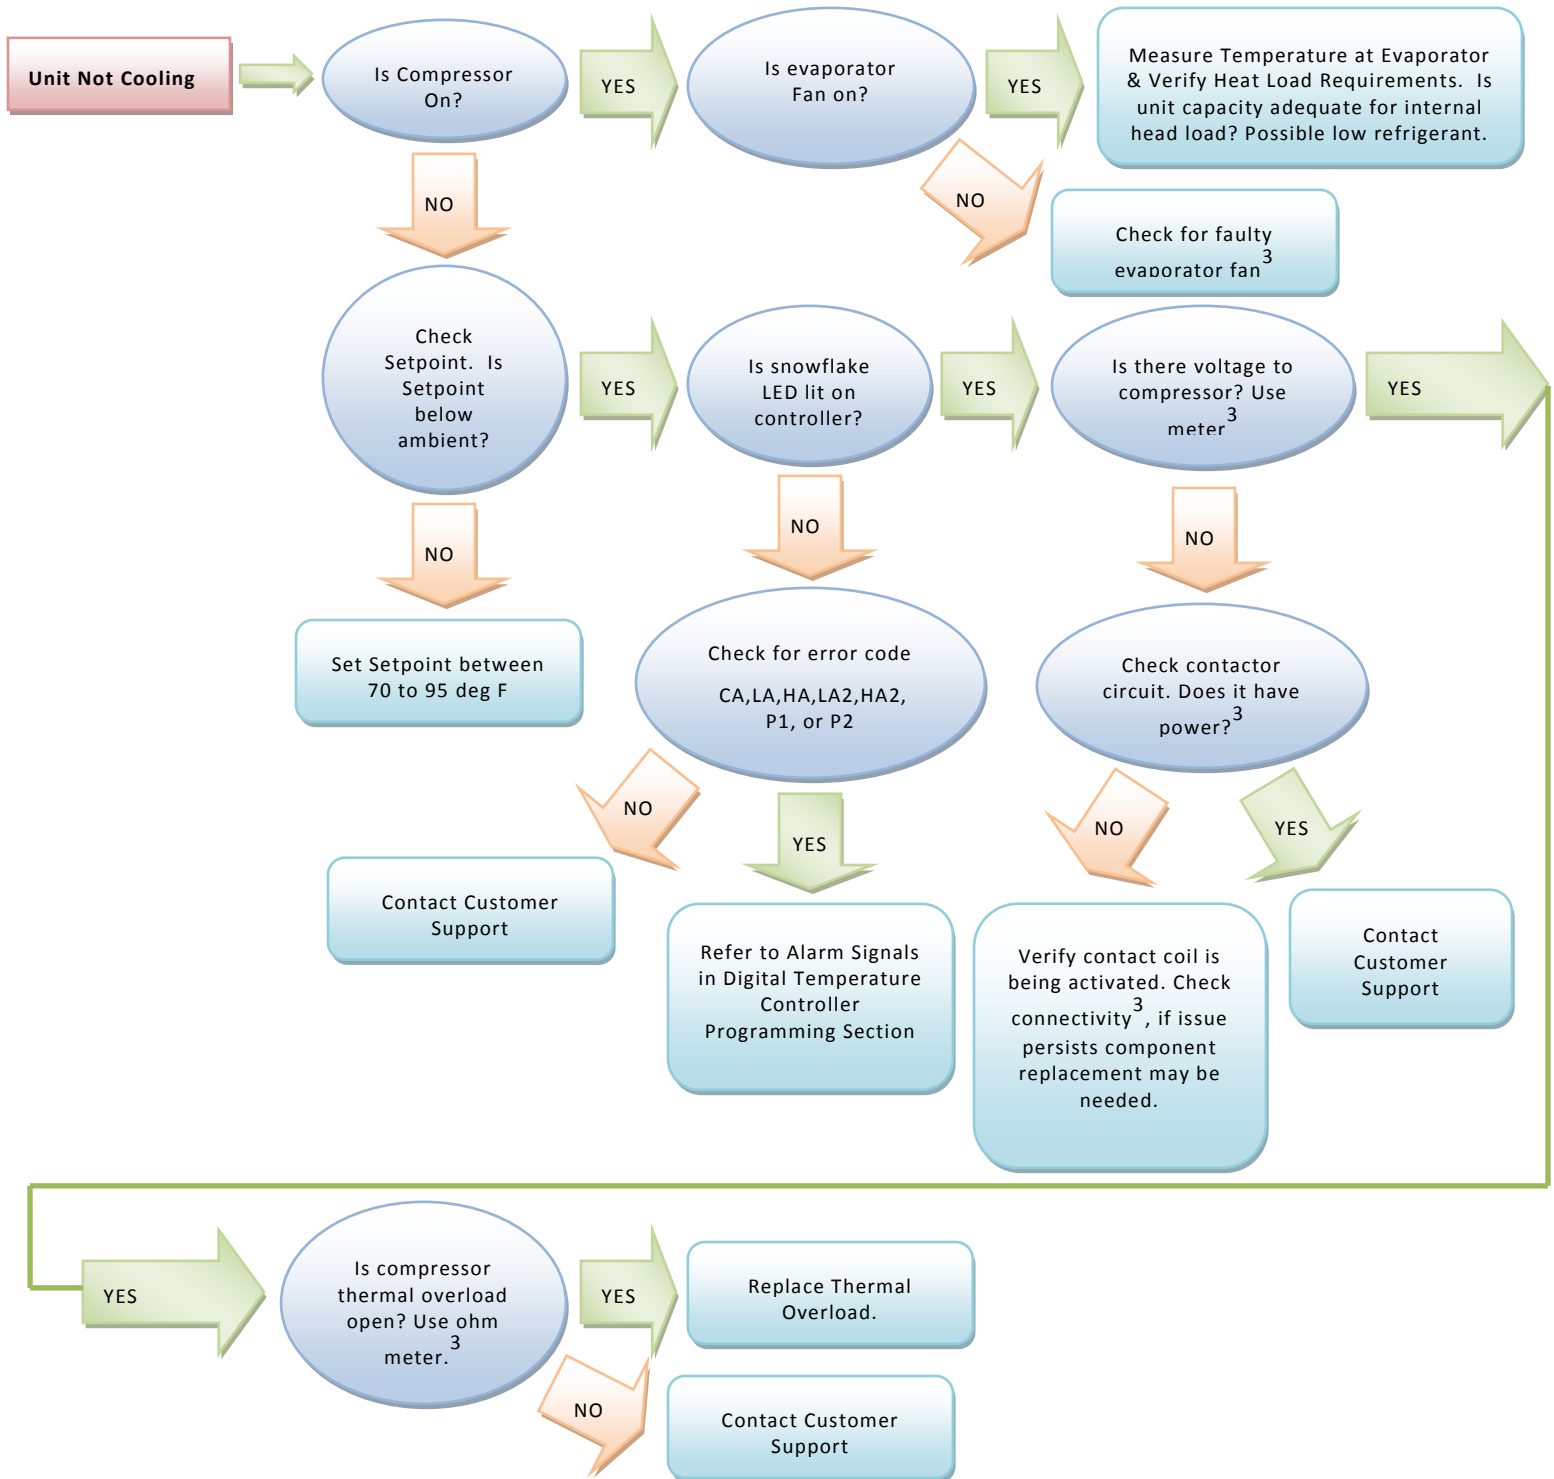 Unit Not Cooling
Is Compressor
On?
YES
Is evaporator
Fan on?
YES
Measure Temperature at Evaporator
& Verify Heat Load Requirements. Is
unit capacity adequate for internal
head load? Possible low refrigerant.
NO
NO
Check for faulty
evaporator fan3
Check
Setpoint. Is
Setpoint
below
ambient?
YES
Is snowflake
LED lit on
controller?
YES
Is there voltage to
compressor? Use
meter3
YES
NO
NO
NO
Set Setpoint between
70 to 95 deg F
Check for error code
CA,LA,HA,LA2,HA2,
P1, or P2
Check contactor
circuit. Does it have
power?3
NO
YES
NO
YES
Contact Customer
Support
Refer to Alarm Signals
in Digital Temperature
Controller
Programming Section
Verify contact coil is
being activated. Check
connectivity3, if issue
persists component
replacement may be
needed.
Contact
Customer
Support
YES
Is compressor
thermal overload
open? Use ohm
meter.3
YES
Replace Thermal
Overload.
NO
Contact Customer
Support